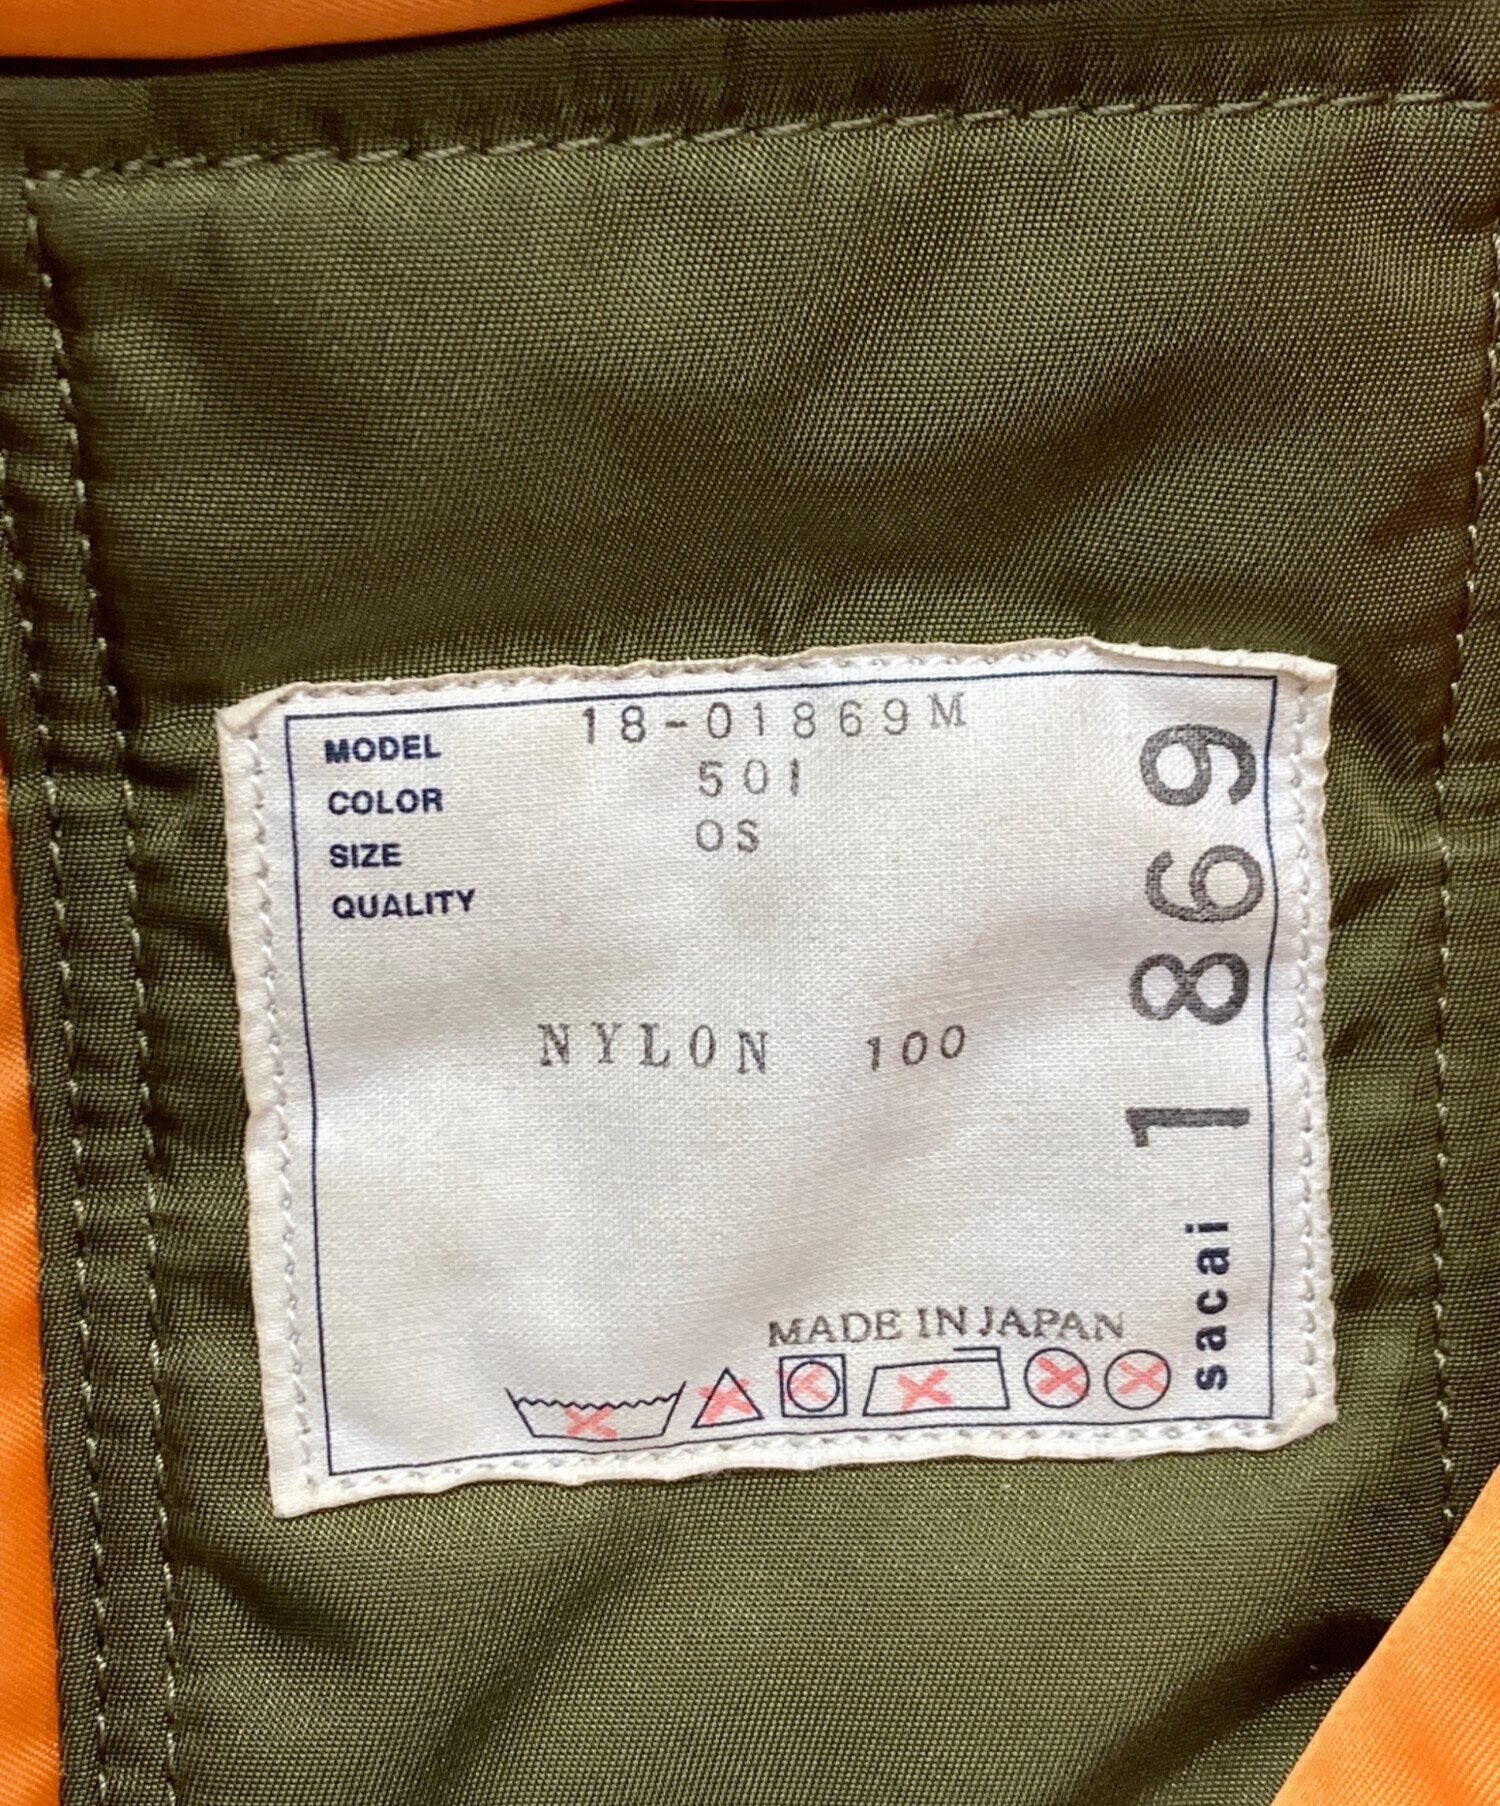 MODEL 18-01869M
COLOR 501
SIZE OS
QUALITY
NYLON 100
MADE IN JAPAN
sacai 1869